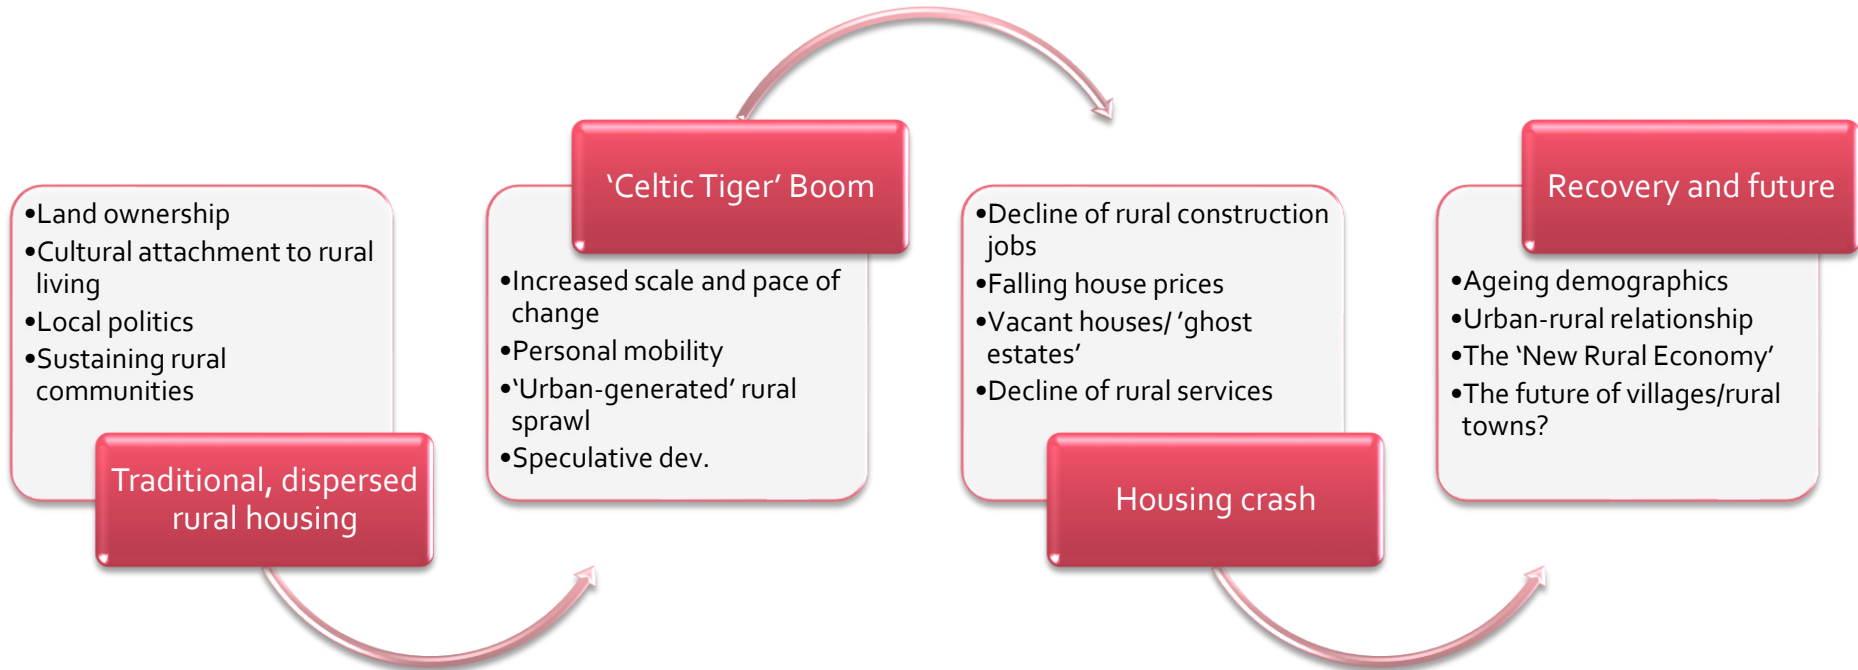 •Land ownership
•Cultural attachment to rural
living
•Local politics
•Sustaining rural
communities
Traditional, dispersed
rural housing
‘Celtic Tiger’ Boom
•Increased scale and pace of
change
•Personal mobility
•‘Urban-generated’ rural
sprawl
•Speculative dev.
•Decline of rural construction
jobs
•Falling house prices
•Vacant houses/ ’ghost
estates’
•Decline of rural services
Housing crash
Recovery and future
•Ageing demographics
•Urban-rural relationship
•The ‘New Rural Economy’
•The future of villages/rural
towns?